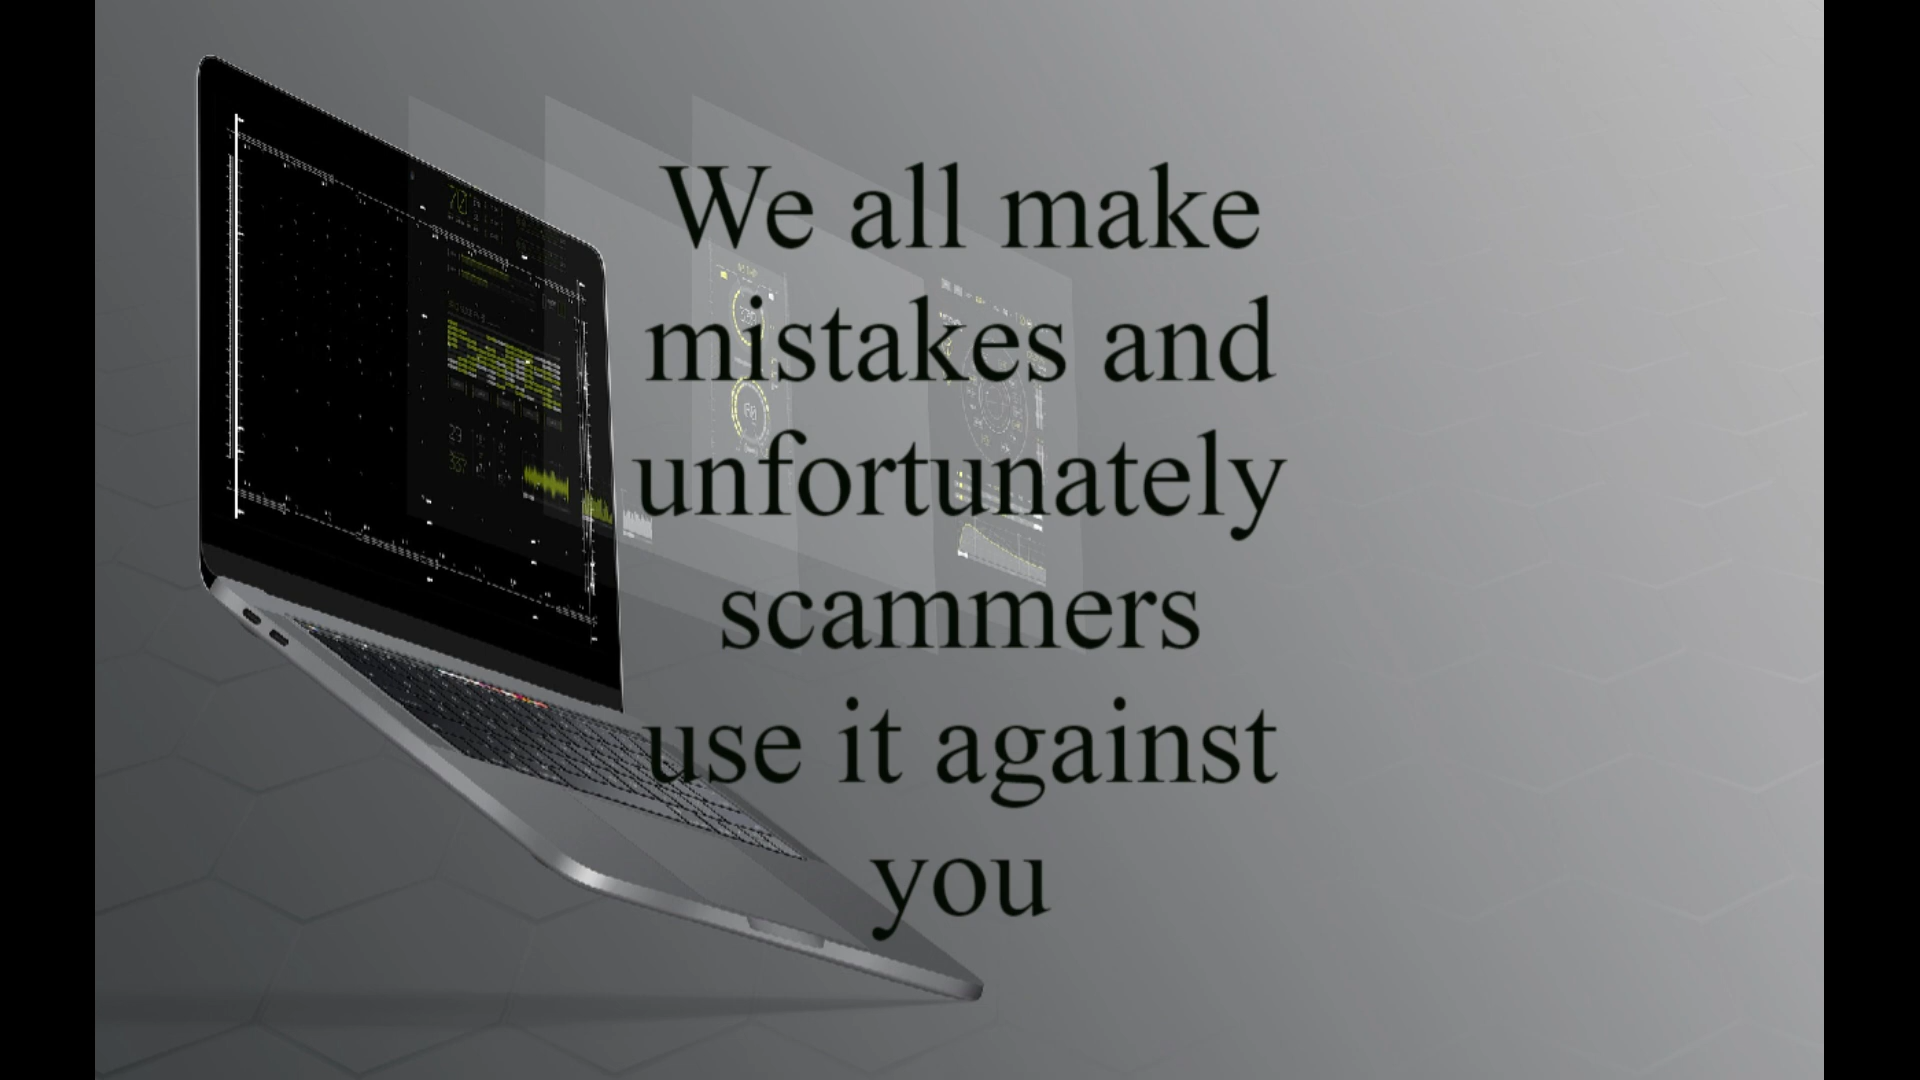 We all make
mistakes and
unfortunately
scammers
use it against
you